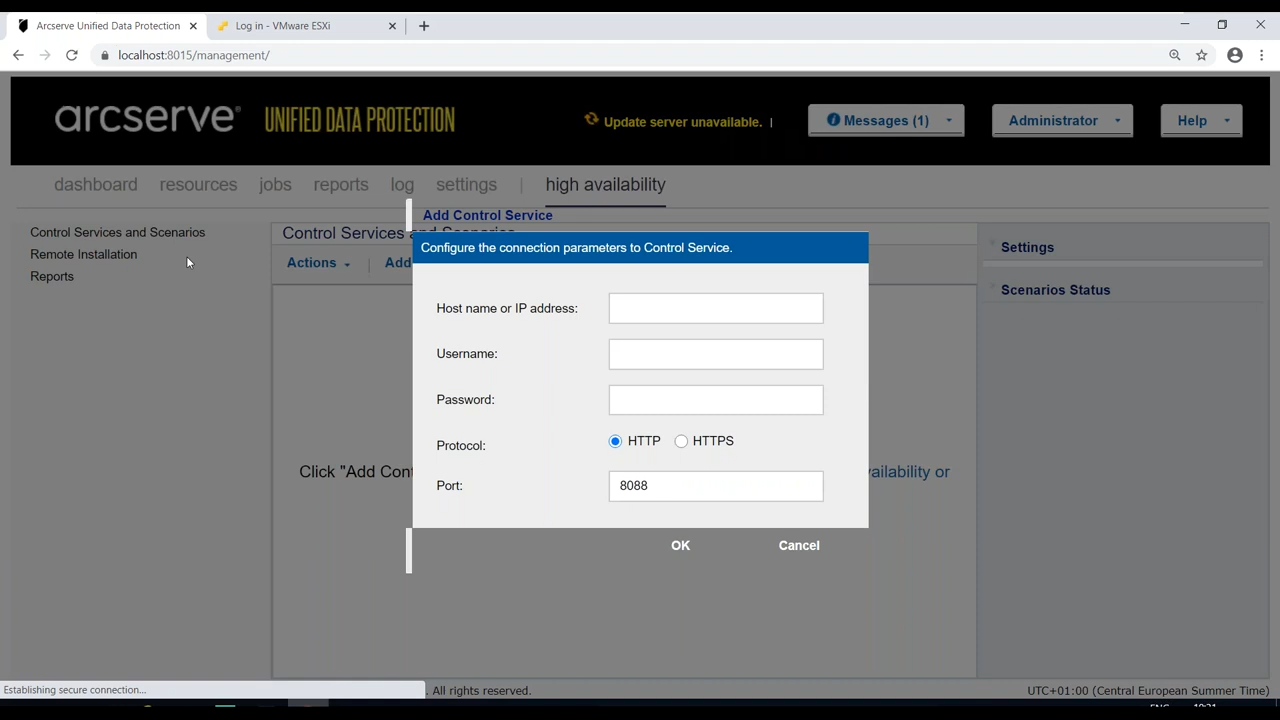 Arcserve Unified Data Protection
Log in - VMware ESXi
localhost:8015/management/
arcserve® UNIFIED DATA PROTECTION
Update server unavailable. |
Messages (1)
Administrator
Help
dashboard resources jobs reports log settings | high availability
Add Control Service
Control Services and Scenarios
Remote Installation
Reports
Control Services and Scenarios
Actions
Add
Configure the connection parameters to Control Service.
Settings
Scenarios Status
Host name or IP address:
Username:
Password:
Protocol: HTTP HTTPS
Port: 8088
Click "Add Cont
ailability or
OK Cancel
Establishing secure connection...
. All rights reserved.
UTC+01:00 (Central European Summer Time)